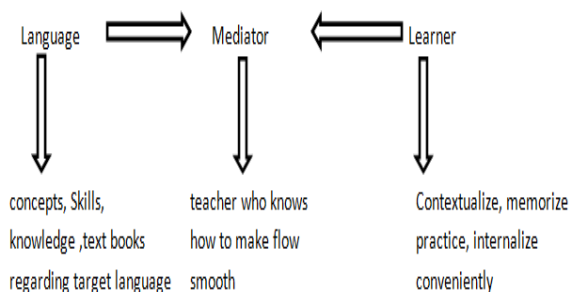 Language Mediator Learner
concepts, Skills,
knowledge ,text books
regarding target language
teacher who knows
how to make flow
smooth
Contextualize, memorize
practice, internalize
conveniently